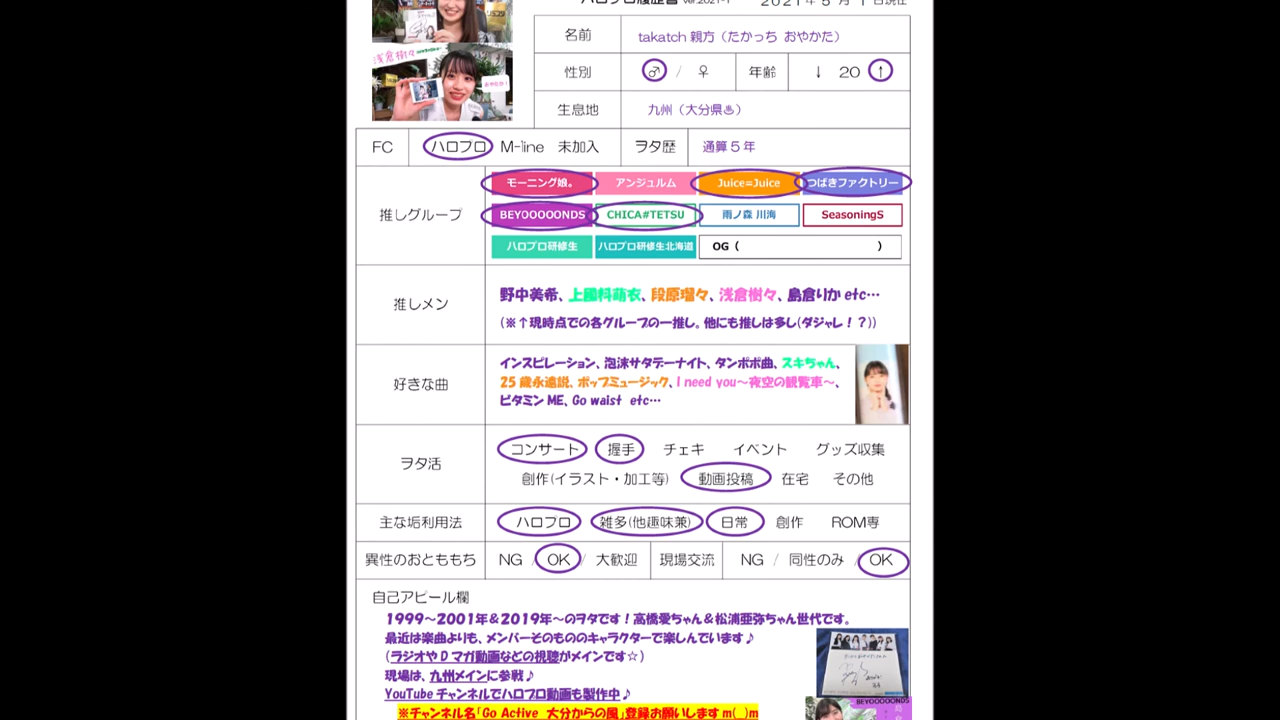 ハロプロ履歴書 ver.2021-1 2021年5月1日現在
名前 takatch 親方（たかっち おやかた）
浅倉樹々
性別 ♂ / ♀ 年齢 ↓ 20 ↑
生息地 九州（大分県♨）
FC ハロプロ M-line 未加入 ヲタ歴 通算５年
モーニング娘。 アンジュルム Juice=Juice つばきファクトリー
推しグループ BEYOOOOONDS CHICA#TETSU 雨ノ森 川海 SeasoningS
ハロプロ研修生 ハロプロ研修生北海道 OG（ ）
推しメン 野中美希、上國料萌衣、段原瑠々、浅倉樹々、島倉りか etc…
(※↑現時点での各グループの一推し。他にも推しは多し(ダジャレ！？))
好きな曲 インスピレーション、泡沫サタデーナイト、タンポポ曲、スキちゃん、
25歳永遠説、ポップミュージック、I need you～夜空の観覧車～、
ビタミンME、Go waist etc…
ヲタ活 コンサート 握手 チェキ イベント グッズ収集
創作(イラスト・加工等) 動画投稿 在宅 その他
主な垢利用法 ハロプロ 雑多(他趣味兼) 日常 創作 ROM専
異性のおとももち NG / OK / 大歓迎 現場交流 NG / 同性のみ / OK
自己アピール欄
1999～2001年＆2019年～のヲタです！高橋愛ちゃん＆松浦亜弥ちゃん世代です。
最近は楽曲よりも、メンバーそのもののキャラクターで楽しんでいます♪
(ラジオやDマガ動画などの視聴がメインです☆)
現場は、九州メインに参戦♪
YouTubeチャンネルでハロプロ動画も製作中♪
BEYOOOOONDS
※チャンネル名「Go Active 大分からの風」登録お願いしますm(_)m